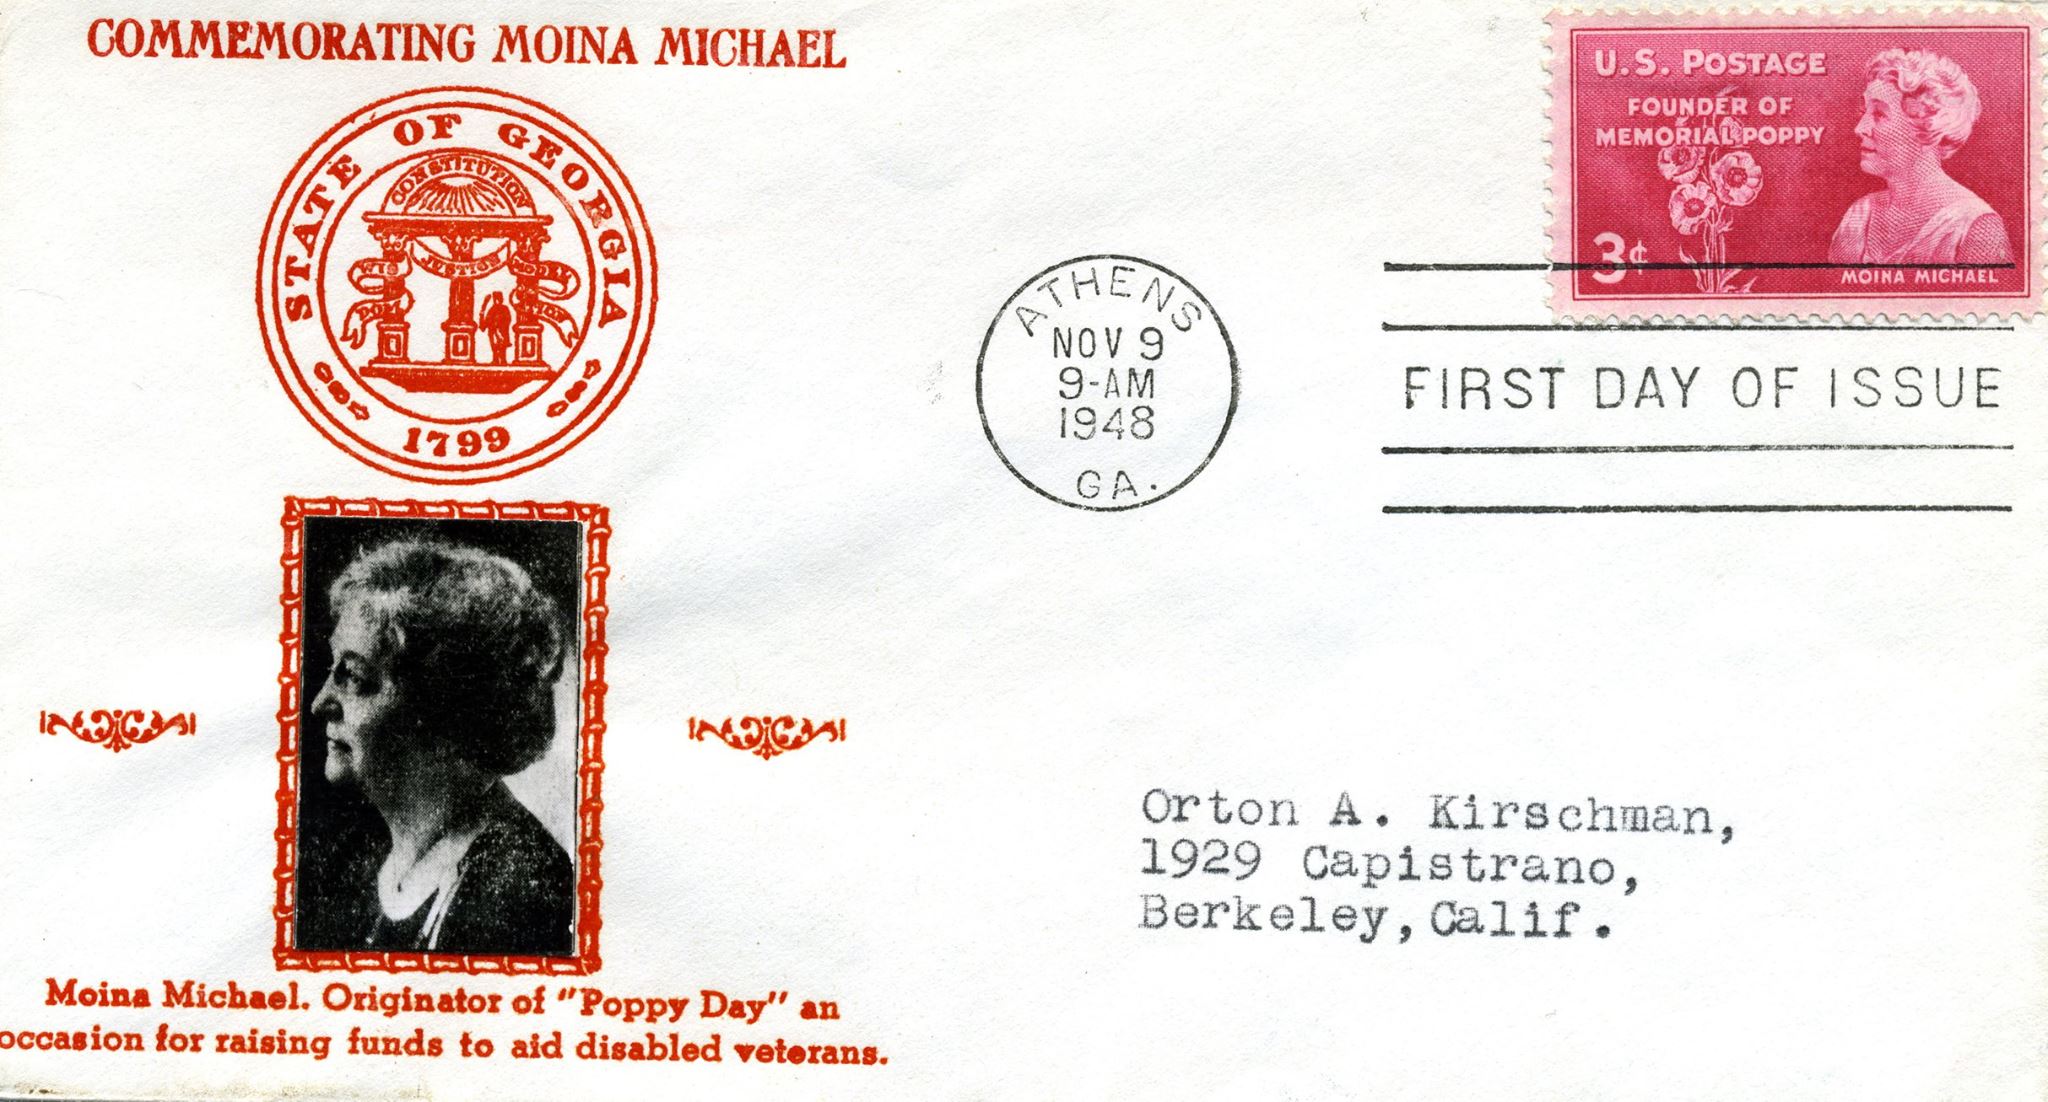 COMMEMORATING MOINA MICHAEL
STATE OF GEORGIA
CONSTITUTION
WISDOM
JUSTICE
MODERATION
1799
Moina Michael. Originator of "Poppy Day" an
occasion for raising funds to aid disabled veterans.
U.S. POSTAGE
FOUNDER OF
MEMORIAL POPPY
3¢
MOINA MICHAEL
ATHENS
NOV 9
9-AM
1948
GA.
FIRST DAY OF ISSUE
Orton A. Kirschman,
1929 Capistrano,
Berkeley, Calif.